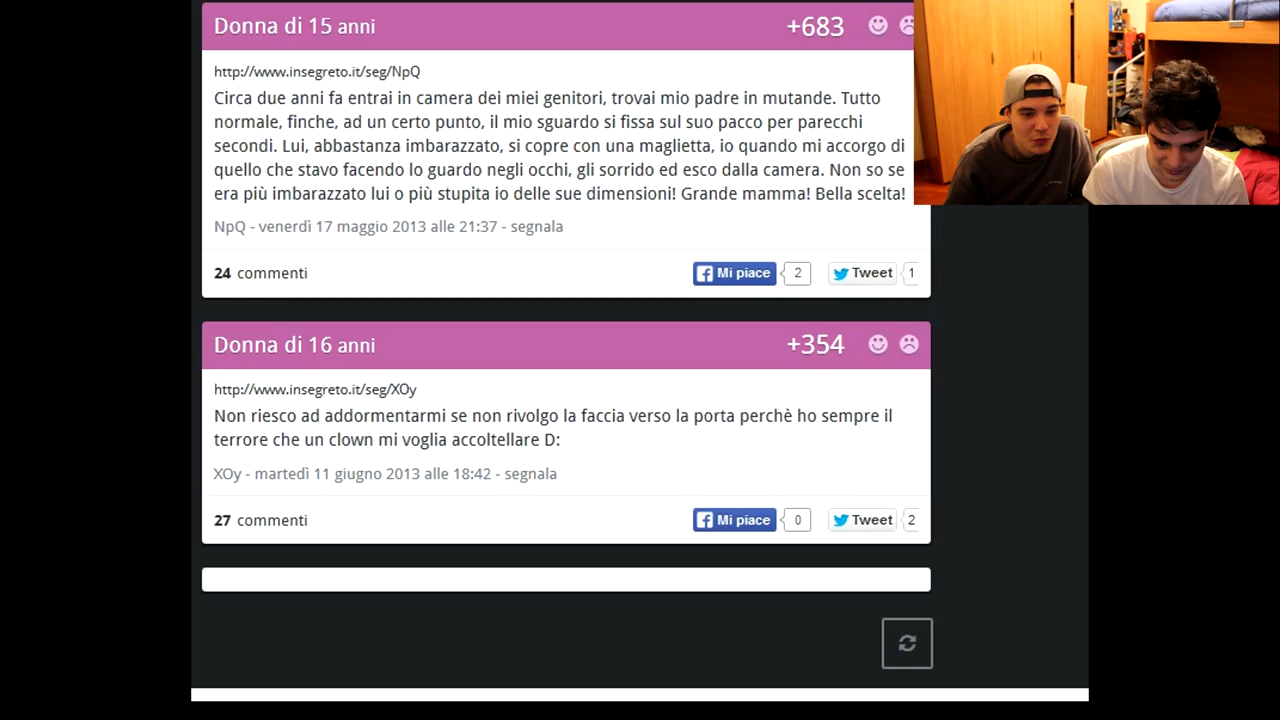 Donna di 15 anni +683
http://www.insegreto.it/seg/NpQ
Circa due anni fa entrai in camera dei miei genitori, trovai mio padre in mutande. Tutto
normale, finche, ad un certo punto, il mio sguardo si fissa sul suo pacco per parecchi
secondi. Lui, abbastanza imbarazzato, si copre con una maglietta, io quando mi accorgo di
quello che stavo facendo lo guardo negli occhi, gli sorrido ed esco dalla camera. Non so se
era più imbarazzato lui o più stupita io delle sue dimensioni! Grande mamma! Bella scelta!
NpQ - venerdì 17 maggio 2013 alle 21:37 - segnala
24 commenti Mi piace 2 Tweet 1
Donna di 16 anni +354
http://www.insegreto.it/seg/XOy
Non riesco ad addormentarmi se non rivolgo la faccia verso la porta perchè ho sempre il
terrore che un clown mi voglia accoltellare D:
XOy - martedì 11 giugno 2013 alle 18:42 - segnala
27 commenti Mi piace 0 Tweet 2